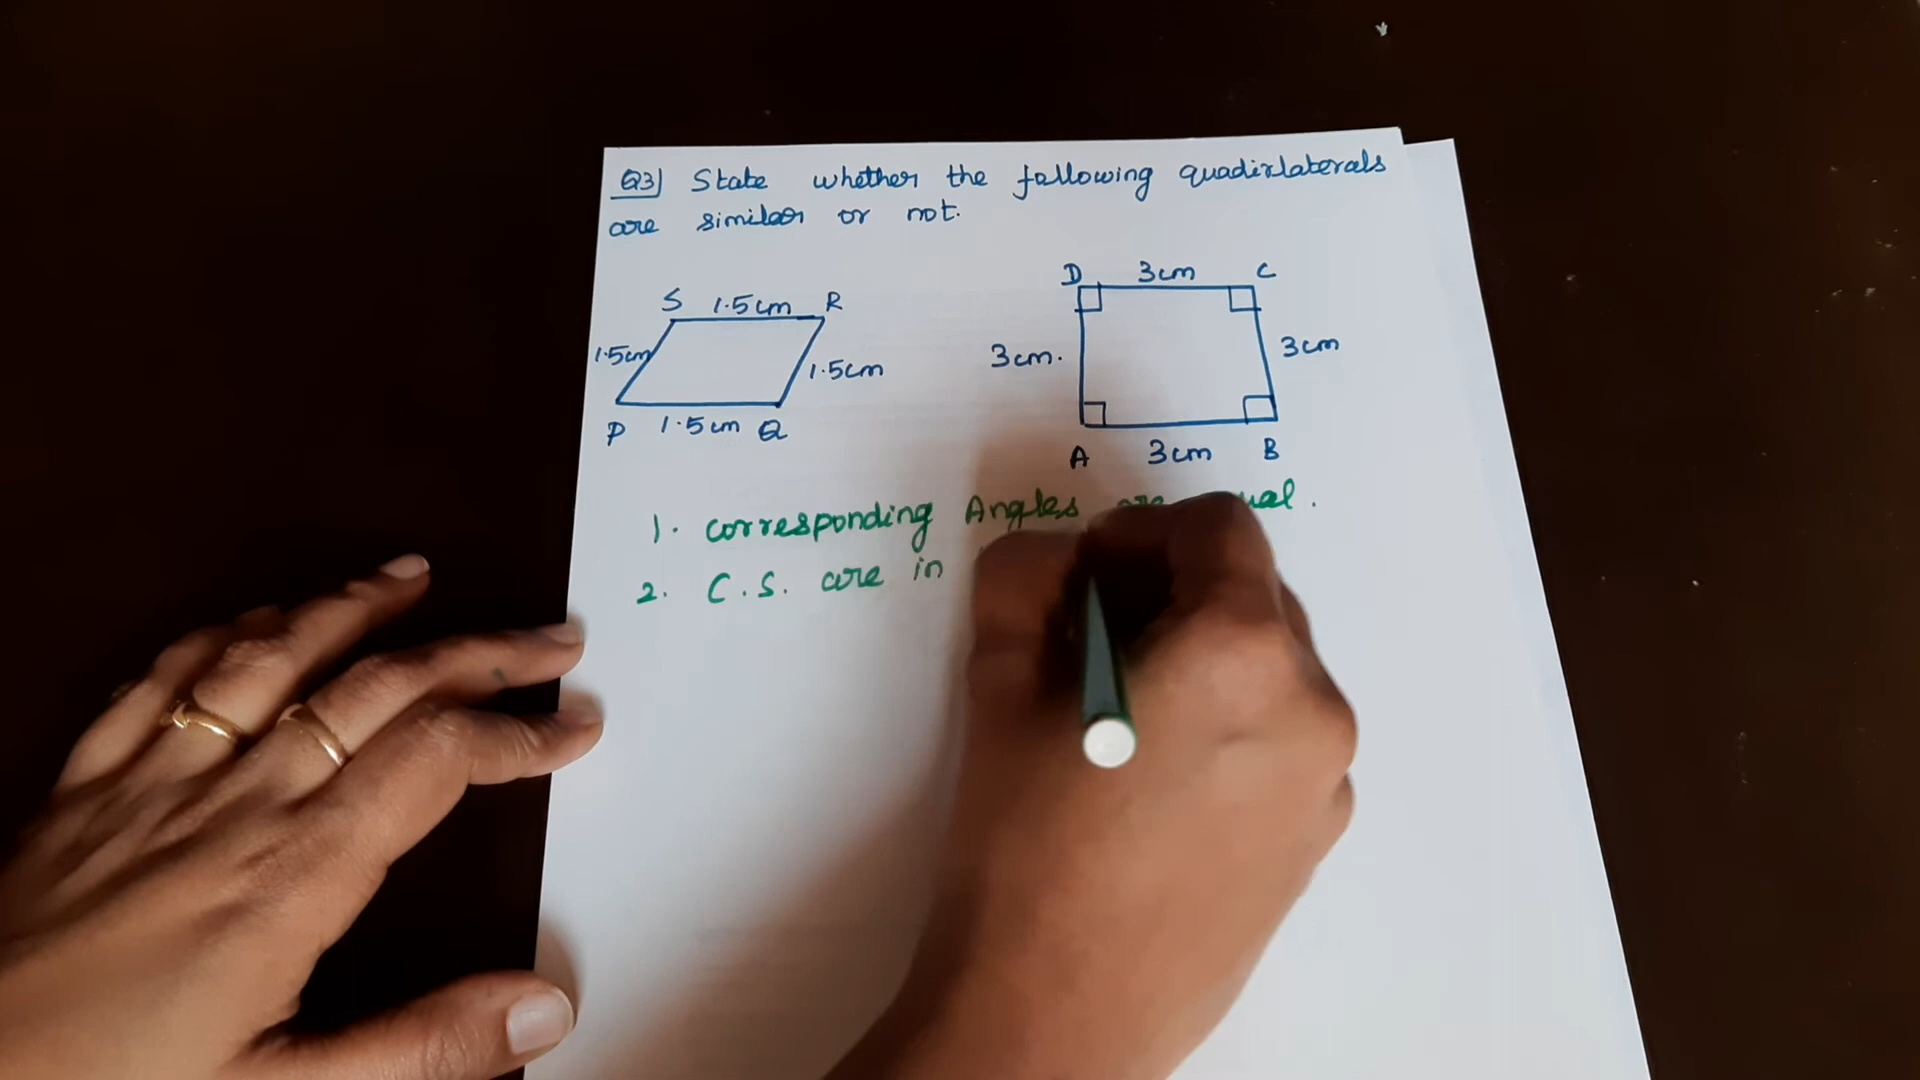 Q3) State whether the following quadirlaterals
are similar or not.
D 3cm C
S 1.5cm R
1.5cm 1.5cm 3cm. 3cm
P 1.5cm Q A 3cm B
1. corresponding Angles
2. C.S. are in